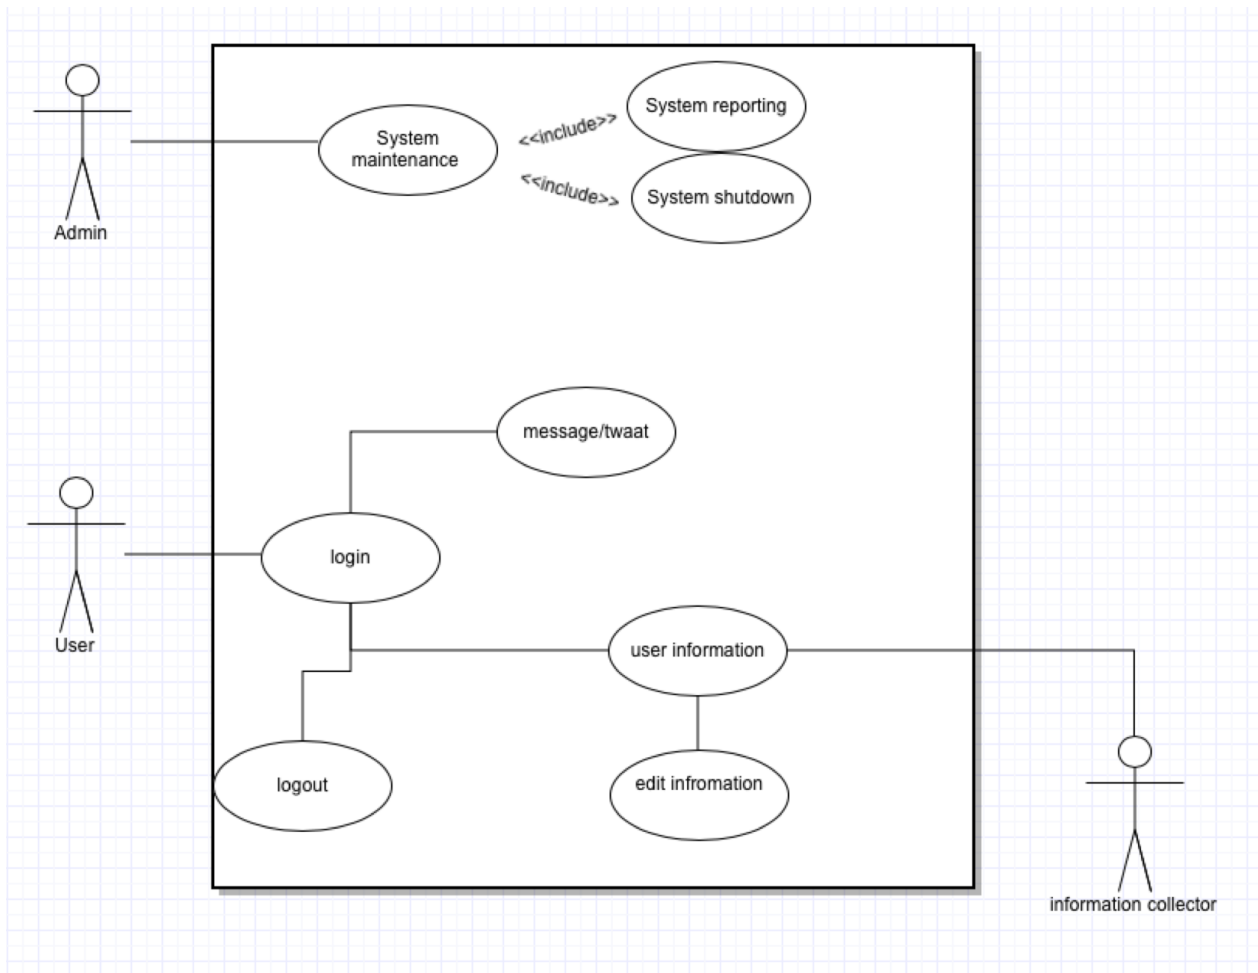 System reporting
<<include>>
System
maintenance
<<include>>
System shutdown
Admin
message/twaat
login
User
user information
logout
edit infromation
information collector